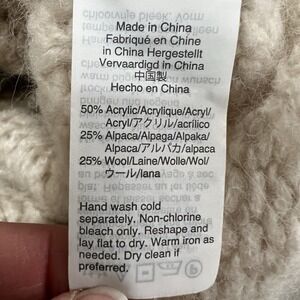 Made in China
Fabriqué en Chine
in China Hergestellt
Vervaardigd in China
中国製
Hecho en China
50% Acrylic/Acrylique/Acryl/
Acryl/アクリル/acrílico
25% Alpaca/Alpaga/Alpaka/
Alpaca/アルパカ/alpaca
25% Wool/Laine/Wolle/Wol/
ウール/lana
Hand wash cold
separately. Non-chlorine
bleach only. Reshape and
lay flat to dry. Warm iron as
needed. Dry clean if
preferred.